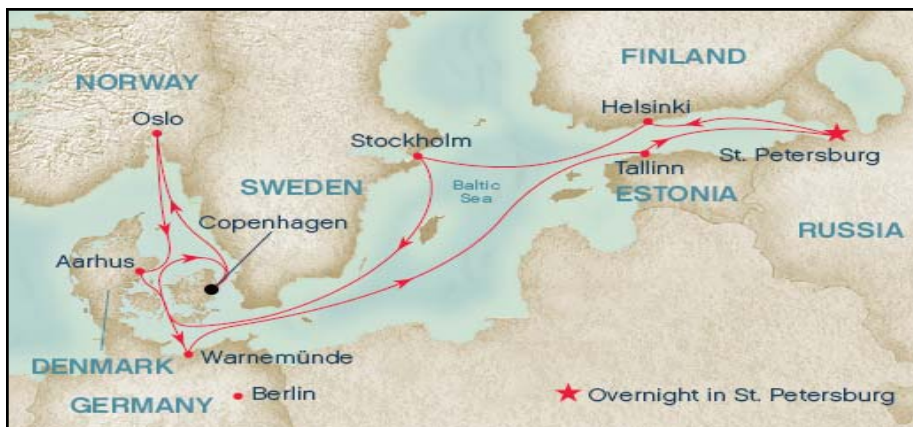 FINLAND
NORWAY
Helsinki
Oslo
Stockholm
St. Petersburg
Tallinn
SWEDEN
Baltic
Sea
ESTONIA
Copenhagen
RUSSIA
Aarhus
Warnemünde
DENMARK
Berlin
Overnight in St. Petersburg
GERMANY